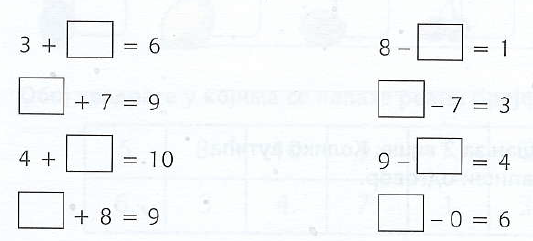 3 + □ = 6
□ + 7 = 9
4 + □ = 10
□ + 8 = 9
8 - □ = 1
□ - 7 = 3
9 - □ = 4
□ - 0 = 6